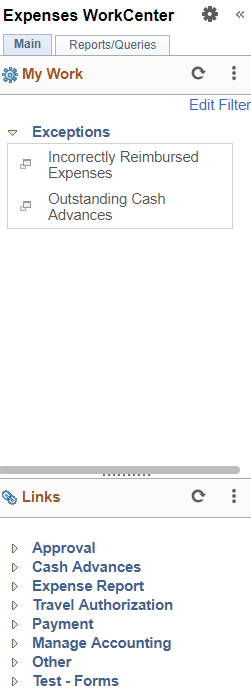 Expenses WorkCenter
Main
Reports/Queries
My Work
Edit Filter
Exceptions
Incorrectly Reimbursed
Expenses
Outstanding Cash
Advances
Links
Approval
Cash Advances
Expense Report
Travel Authorization
Payment
Manage Accounting
Other
Test - Forms